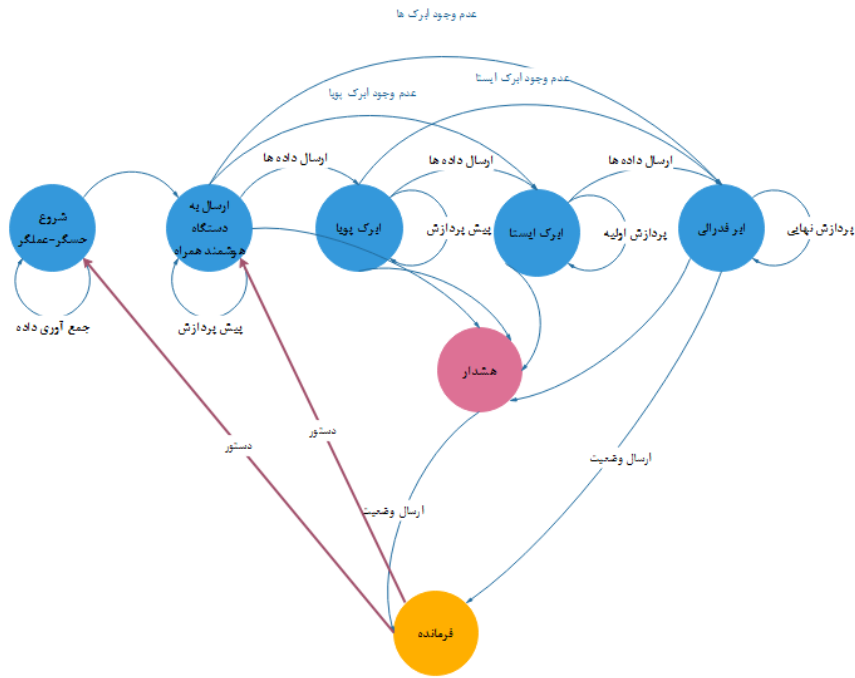 عدم وجود ابرک ها
عدم وجود ابرک ایستا
عدم وجود ابرک پویا
ارسال داده ها
ارسال داده ها
ارسال داده ها
شروع
حسگر-عملگر
ارسال به
دستگاه
هوشمند همراه
ابرک پویا
پیش پردازش
ابرک ایستا
پردازش اولیه
ابر فدرالی
پردازش نهایی
جمع آوری داده
پیش پردازش
هشدار
دستور
دستور
ارسال وضعیت
ارسال وضعیت
فرمانده